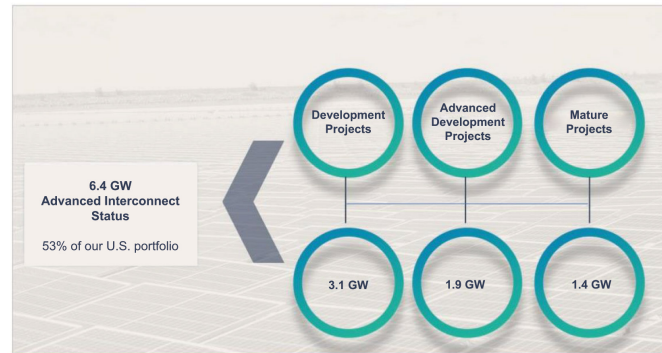 Development
Projects
Advanced
Development
Projects
Mature
Projects
6.4 GW
Advanced Interconnect
Status
53% of our U.S. portfolio
3.1 GW
1.9 GW
1.4 GW